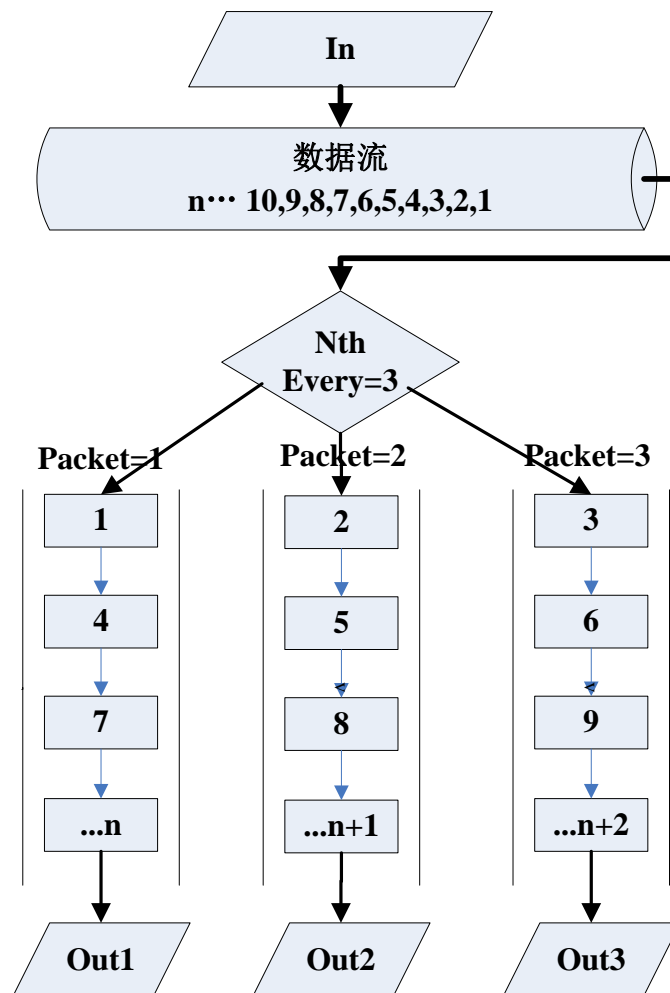 In
数据流
n⋯ 10,9,8,7,6,5,4,3,2,1
Nth
Every=3
Packet=1
Packet=2
Packet=3
1
2
3
4
5
6
7
8
9
...n
...n+1
...n+2
Out1
Out2
Out3